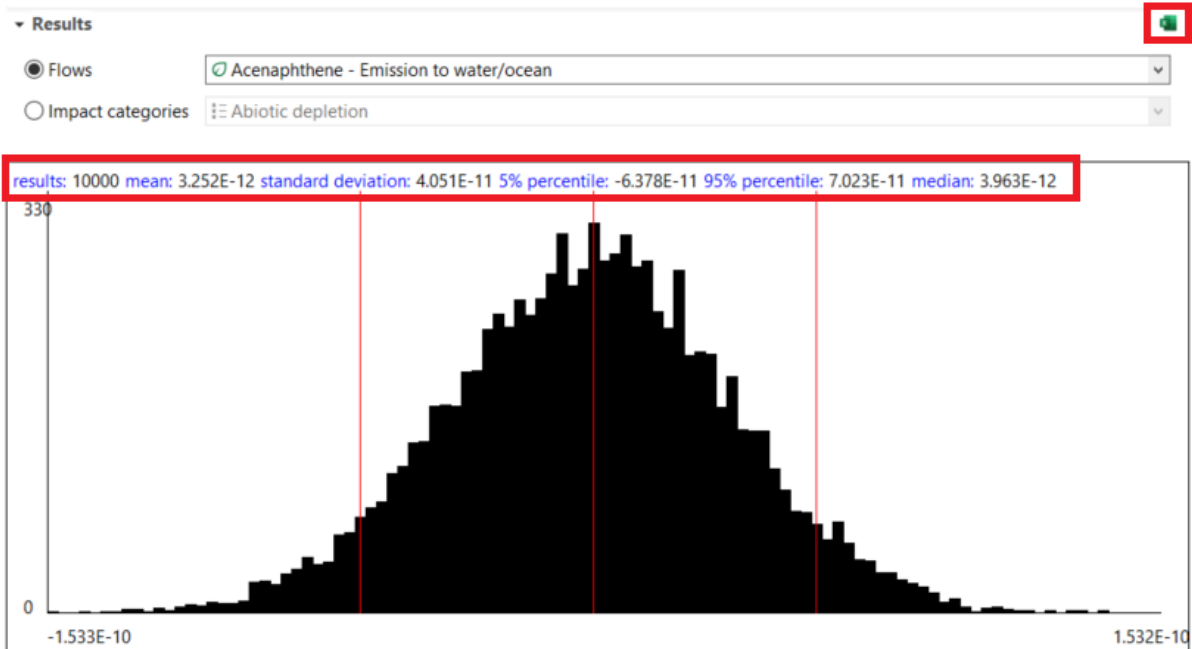 Results
Flows Acenaphthene - Emission to water/ocean
Impact categories Abiotic depletion
results: 10000 mean: 3.252E-12 standard deviation: 4.051E-11 5% percentile: -6.378E-11 95% percentile: 7.023E-11 median: 3.963E-12
330
0
-1.533E-10 1.532E-10